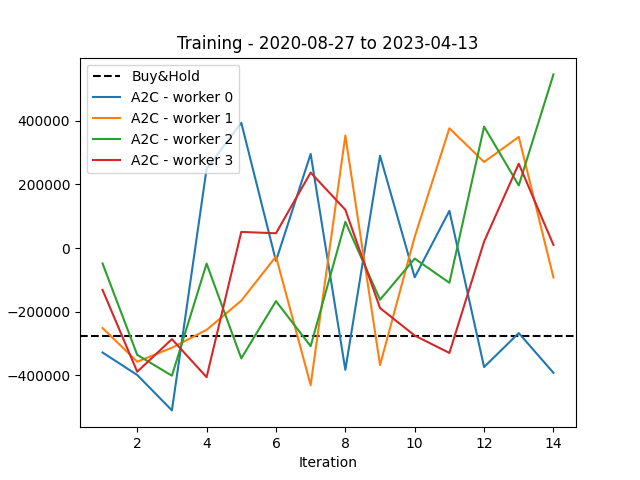 Training - 2020-08-27 to 2023-04-13
Buy&Hold
A2C - worker 0
A2C - worker 1
A2C - worker 2
A2C - worker 3
400000
200000
0
−200000
−400000
2 4 6 8 10 12 14
Iteration